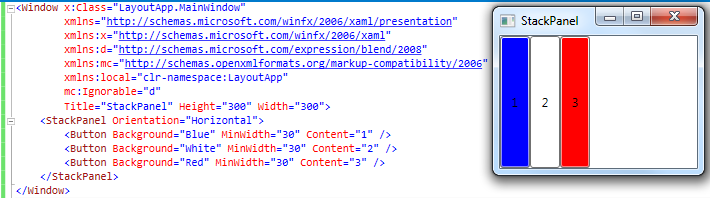 <Window x:Class="LayoutApp.MainWindow"
xmlns="http://schemas.microsoft.com/winfx/2006/xaml/presentation"
xmlns:x="http://schemas.microsoft.com/winfx/2006/xaml"
xmlns:d="http://schemas.microsoft.com/expression/blend/2008"
xmlns:mc="http://schemas.openxmlformats.org/markup-compatibility/2006"
xmlns:local="clr-namespace:LayoutApp"
mc:Ignorable="d"
Title="StackPanel" Height="300" Width="300">
<StackPanel Orientation="Horizontal">
<Button Background="Blue" MinWidth="30" Content="1" />
<Button Background="White" MinWidth="30" Content="2" />
<Button Background="Red" MinWidth="30" Content="3" />
</StackPanel>
</Window>
StackPanel
1 2 3